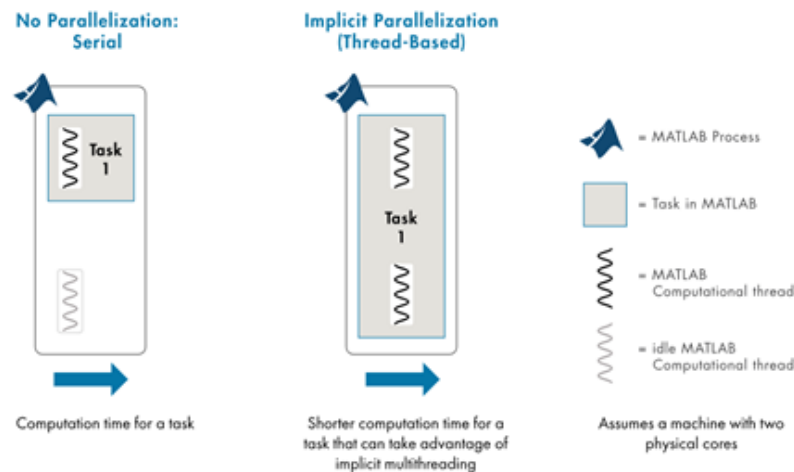 No Parallelization:
Serial
Task
1
Computation time for a task
Implicit Parallelization
(Thread-Based)
Task
1
Shorter computation time for a
task that can take advantage of
implicit multithreading
= MATLAB Process
= Task in MATLAB
= MATLAB
Computational thread
= idle MATLAB
Computational thread
Assumes a machine with two
physical cores